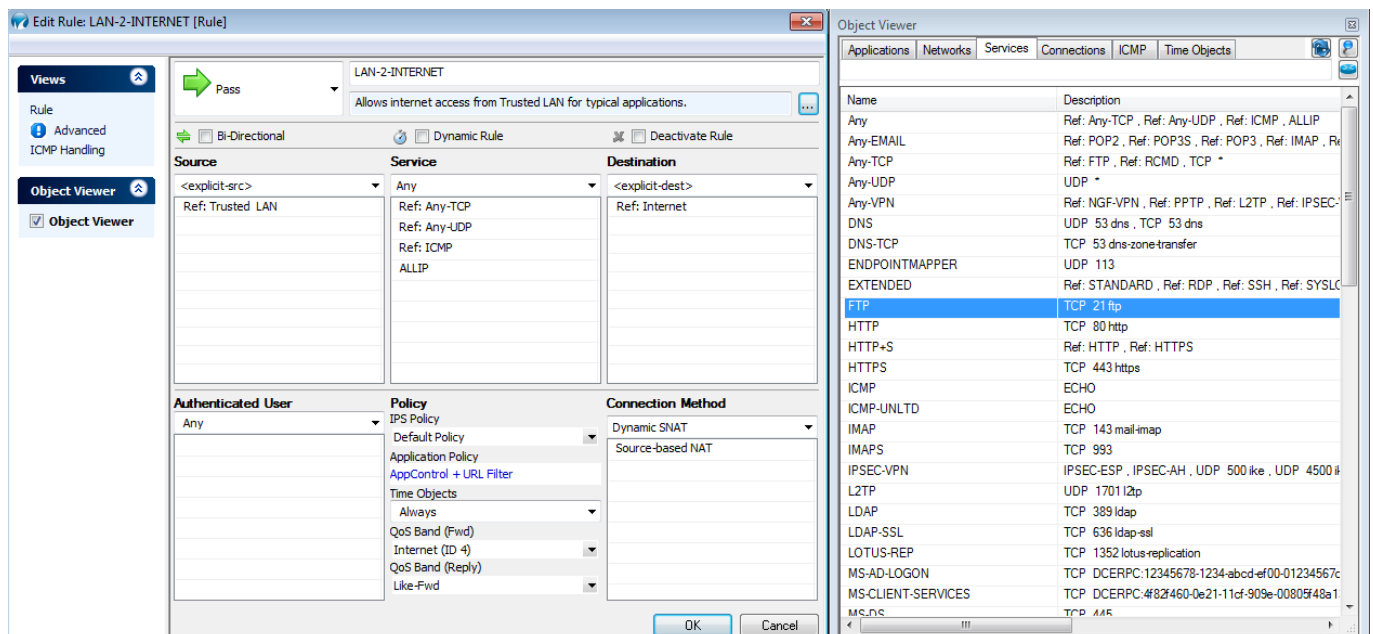 Edit Rule: LAN-2-INTERNET [Rule]
Views
Rule
Advanced
ICMP Handling
Object Viewer
Object Viewer
Pass
LAN-2-INTERNET
Allows internet access from Trusted LAN for typical applications.
...
Bi-Directional
Dynamic Rule
Deactivate Rule
Source
<explicit-src>
Ref: Trusted LAN
Service
Any
Ref: Any-TCP
Ref: Any-UDP
Ref: ICMP
ALLIP
Destination
<explicit-dest>
Ref: Internet
Authenticated User
Any
Policy
IPS Policy
Default Policy
Application Policy
AppControl + URL Filter
Time Objects
Always
QoS Band (Fwd)
Internet (ID 4)
QoS Band (Reply)
Like-Fwd
Connection Method
Dynamic SNAT
Source-based NAT
OK Cancel
Object Viewer
Applications Networks Services Connections ICMP Time Objects
Name Description
Any Ref: Any-TCP , Ref: Any-UDP , Ref: ICMP , ALLIP
Any-EMAIL Ref: POP2 , Ref: POP3S , Ref: POP3 , Ref: IMAP , Re
Any-TCP Ref: FTP , Ref: RCMD , TCP *
Any-UDP UDP *
Any-VPN Ref: NGF-VPN , Ref: PPTP , Ref: L2TP , Ref: IPSEC-
DNS UDP 53 dns , TCP 53 dns
DNS-TCP TCP 53 dns-zone-transfer
ENDPOINTMAPPER UDP 113
EXTENDED Ref: STANDARD , Ref: RDP , Ref: SSH , Ref: SYSLO
FTP TCP 21 ftp
HTTP TCP 80 http
HTTP+S Ref: HTTP , Ref: HTTPS
HTTPS TCP 443 https
ICMP ECHO
ICMP-UNLTD ECHO
IMAP TCP 143 mail-imap
IMAPS TCP 993
IPSEC-VPN IPSEC-ESP , IPSEC-AH , UDP 500 ike , UDP 4500 ik
L2TP UDP 1701 l2tp
LDAP TCP 389 ldap
LDAP-SSL TCP 636 ldap-ssl
LOTUS-REP TCP 1352 lotus-replication
MS-AD-LOGON TCP DCERPC:12345678-1234-abcd-ef00-01234567c
MS-CLIENT-SERVICES TCP DCERPC:4f82f460-0e21-11cf-909e-00805f48a1
MS-DS TCP 445